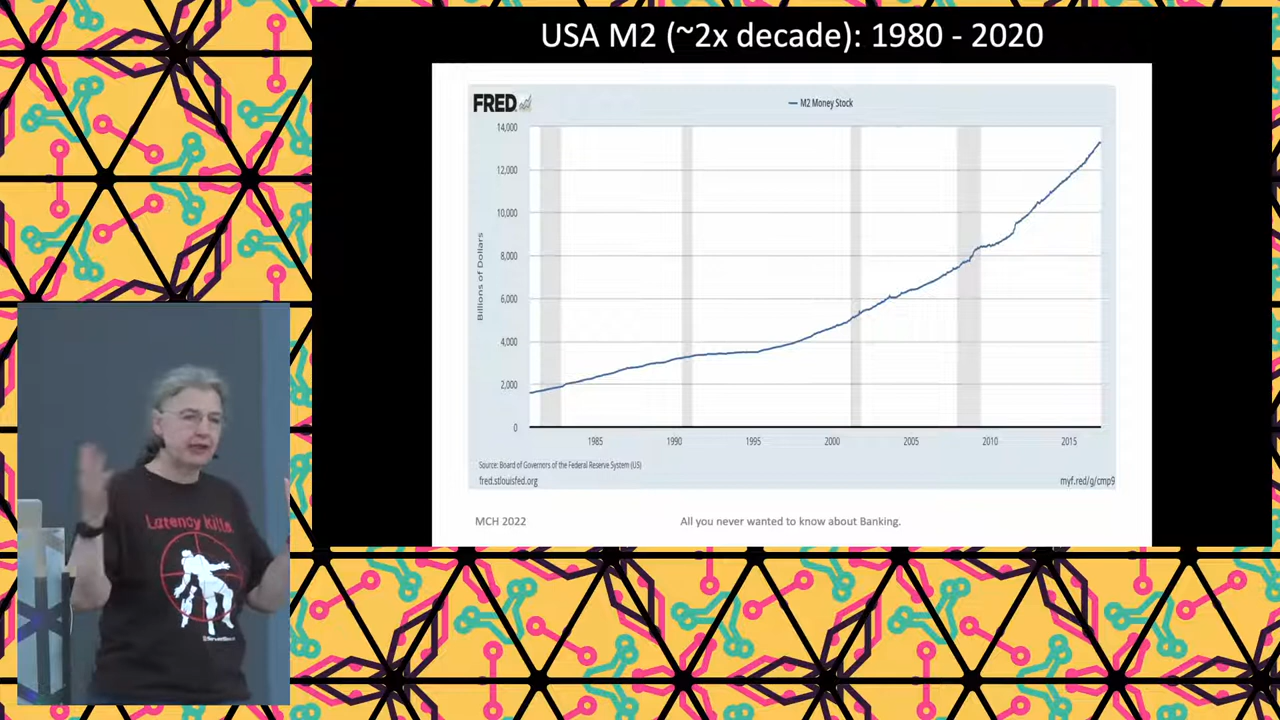 USA M2 (~2x decade): 1980 - 2020
FRED
M2 Money Stock
14,000
12,000
10,000
8,000
6,000
4,000
2,000
0
Billions of Dollars
1985 1990 1995 2000 2005 2010 2015
Source: Board of Governors of the Federal Reserve System (US)
fred.stlouisfed.org
myf.red/g/cmp9
MCH 2022
All you never wanted to know about Banking.
Latency kills